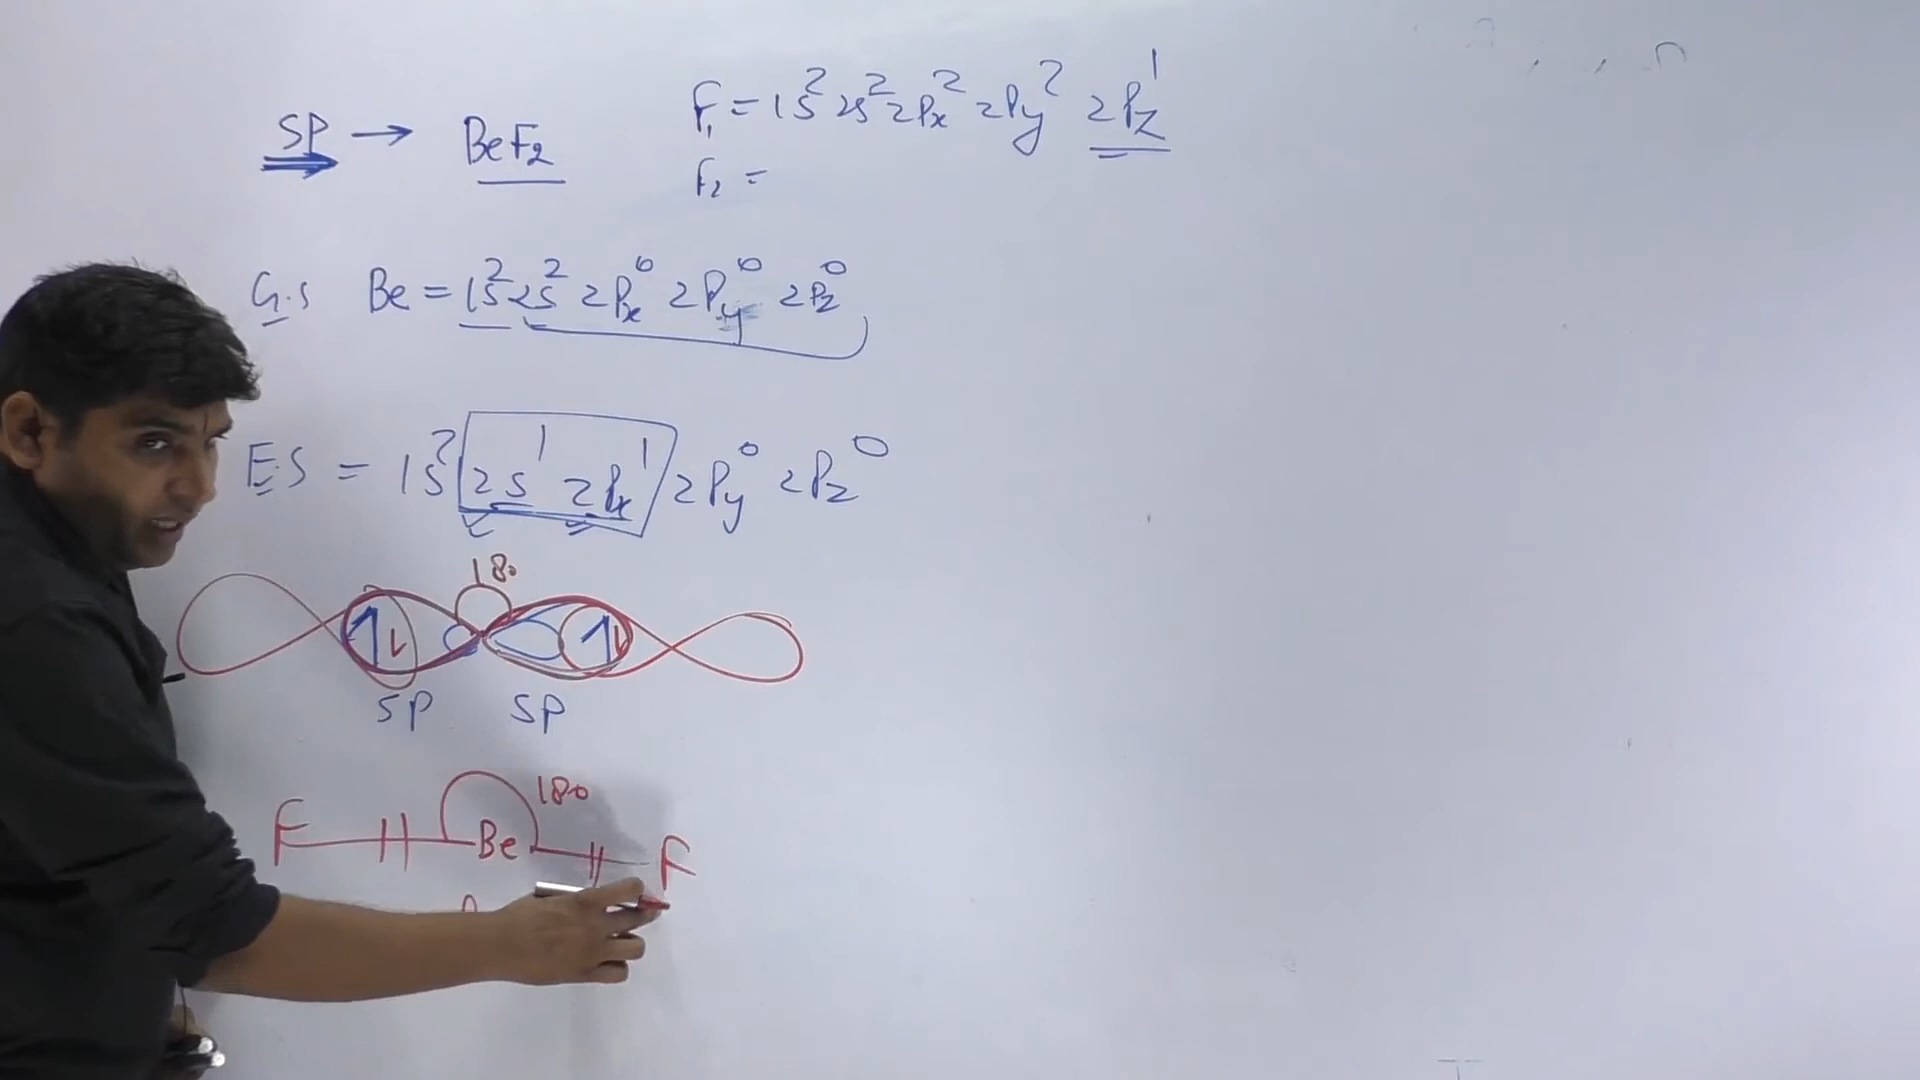 SP → BeF₂
F₁ = 1s² 2s² 2Px² 2Py² 2Pz¹
F₂ =
G.S Be = 1s² 2s² 2Px⁰ 2Py⁰ 2Pz⁰
E.S = 1s² 2s¹ 2Px¹ 2Py⁰ 2Pz⁰
180
SP SP
180
F Be F